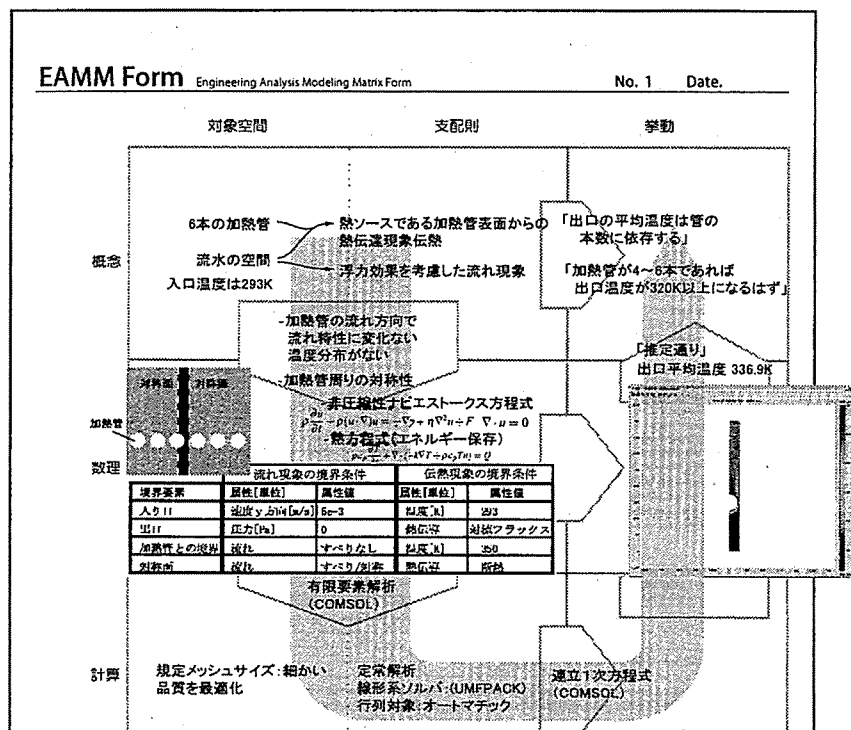 EAMM Form Engineering Analysis Modeling Matrix Form No. 1 Date.
対象空間 支配則 挙動
概念
6本の加熱管
流水の空間
入口温度は293K
熱ソースである加熱管表面からの
熱伝達現象伝熱
浮力効果を考慮した流れ現象
「出口の平均温度は管の
本数に依存する」
「加熱管が4〜6本であれば
出口温度が320K以上になるはず」
-加熱管の流れ方向で
流れ特性に変化ない
温度分布がない
-加熱管周りの対称性
「推定通り」
出口平均温度 336.9K
対称面 対称面
加熱管
数理
-非圧縮性ナビエストークス方程式
-熱方程式(エネルギー保存)
流れ現象の境界条件 伝熱現象の境界条件
境界要素 属性[単位] 属性値 属性[単位] 属性値
入り口 速度y方向[m/s] 5e-3 温度[K] 293
出口 圧力[Pa] 0 熱伝導 対流フラックス
加熱管との境界 流れ すべりなし 温度[K] 350
対称面 流れ すべり/対称 熱伝導 断熱
有限要素解析
(COMSOL)
計算
規定メッシュサイズ:細かい
品質を最適化
定常解析
線形系ソルバ:(UMFPACK)
行列対象:オートマチック
連立1次方程式
(COMSOL)